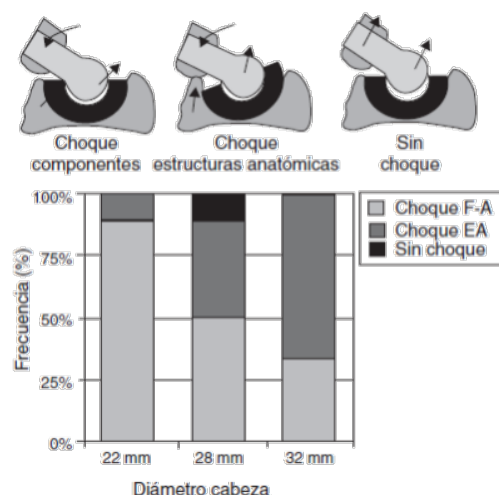 Choque
componentes
Choque
estructuras anatómicas
Sin
choque
100%
75%
50%
25%
0%
Frecuencia (%)
Choque F-A
Choque EA
Sin choque
22 mm
28 mm
32 mm
Diámetro cabeza